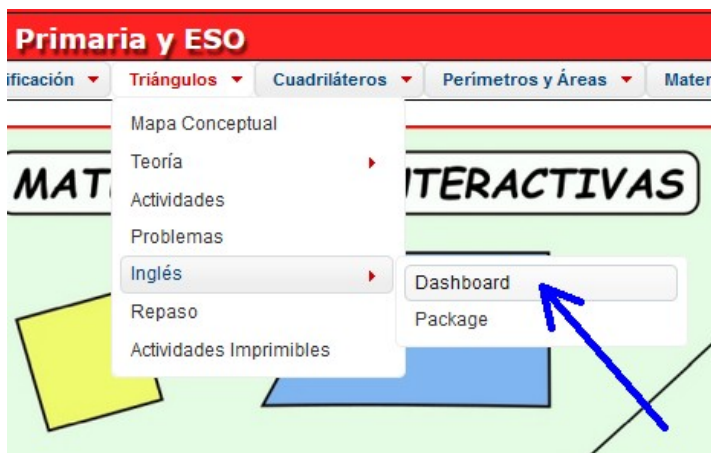 Primaria y ESO
ificación Triángulos Cuadriláteros Perímetros y Áreas Mater
Mapa Conceptual
Teoría
MAT TERACTIVAS
Actividades
Problemas
Inglés
Dashboard
Repaso
Package
Actividades Imprimibles